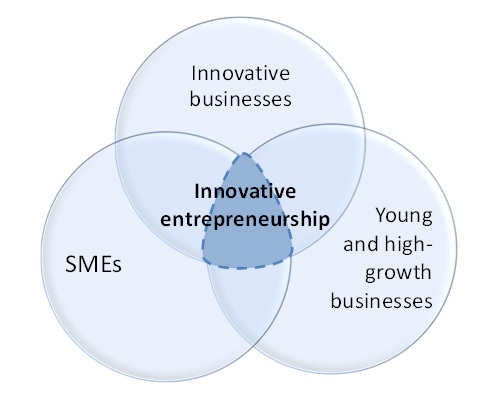 Innovative
businesses
Innovative
entrepreneurship
SMEs
Young
and high-
growth
businesses